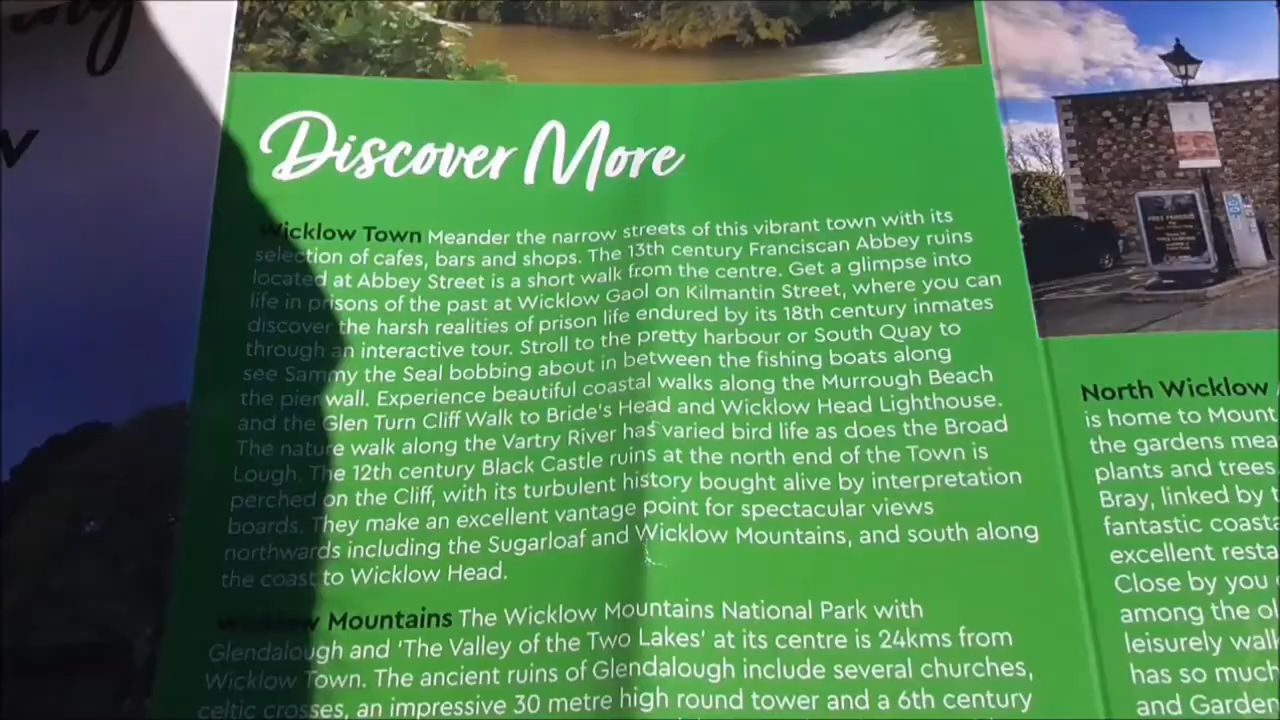 Discover More
Wicklow Town Meander the narrow streets of this vibrant town with its
selection of cafes, bars and shops. The 13th century Franciscan Abbey ruins
located at Abbey Street is a short walk from the centre. Get a glimpse into
life in prisons of the past at Wicklow Gaol on Kilmantin Street, where you can
discover the harsh realities of prison life endured by its 18th century inmates
through an interactive tour. Stroll to the pretty harbour or South Quay to
see Sammy the Seal bobbing about in between the fishing boats along
the pier wall. Experience beautiful coastal walks along the Murrough Beach
and the Glen Turn Cliff Walk to Bride's Head and Wicklow Head Lighthouse.
The nature walk along the Vartry River has varied bird life as does the Broad
Lough. The 12th century Black Castle ruins at the north end of the Town is
perched on the Cliff, with its turbulent history bought alive by interpretation
boards. They make an excellent vantage point for spectacular views
northwards including the Sugarloaf and Wicklow Mountains, and south along
the coast to Wicklow Head.
Wicklow Mountains The Wicklow Mountains National Park with
Glendalough and 'The Valley of the Two Lakes' at its centre is 24kms from
Wicklow Town. The ancient ruins of Glendalough include several churches,
celtic crosses, an impressive 30 metre high round tower and a 6th century
North Wicklow
is home to Mount
the gardens mea
plants and trees
Bray, linked by t
fantastic coasta
excellent resta
Close by you
among the ol
leisurely wall
has so much
and Garden